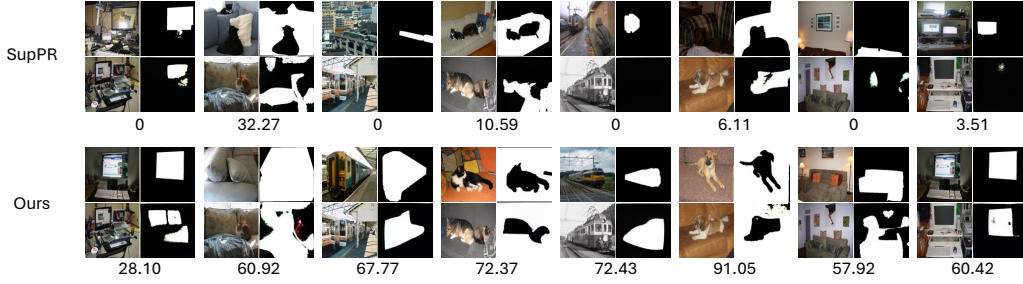 SupPR
0 32.27 0 10.59 0 6.11 0 3.51
Ours
28.10 60.92 67.77 72.37 72.43 91.05 57.92 60.42